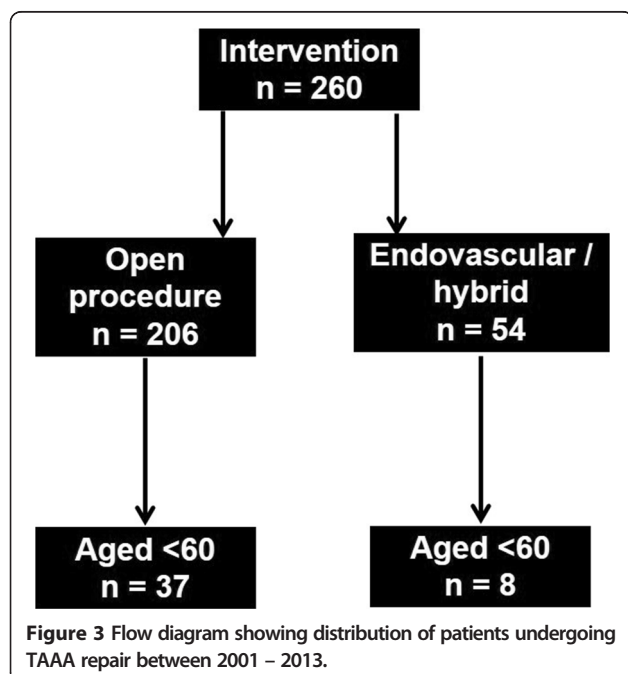 Intervention
n = 260
Open
procedure
n = 206
Endovascular /
hybrid
n = 54
Aged <60
n = 37
Aged <60
n = 8
Figure 3 Flow diagram showing distribution of patients undergoing
TAAA repair between 2001 – 2013.